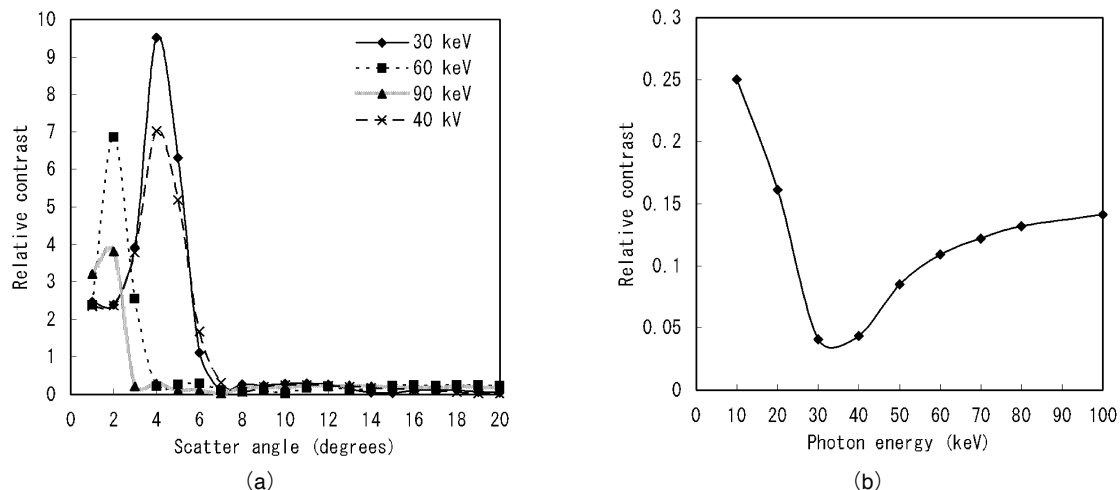 10
9
8
7
6
5
4
3
2
1
0
Relative contrast
30 keV
60 keV
90 keV
40 kV
0 2 4 6 8 10 12 14 16 18 20
Scatter angle (degrees)
(a)
0.3
0.25
0.2
0.15
0.1
0.05
0
Relative contrast
0 10 20 30 40 50 60 70 80 90 100
Photon energy (keV)
(b)